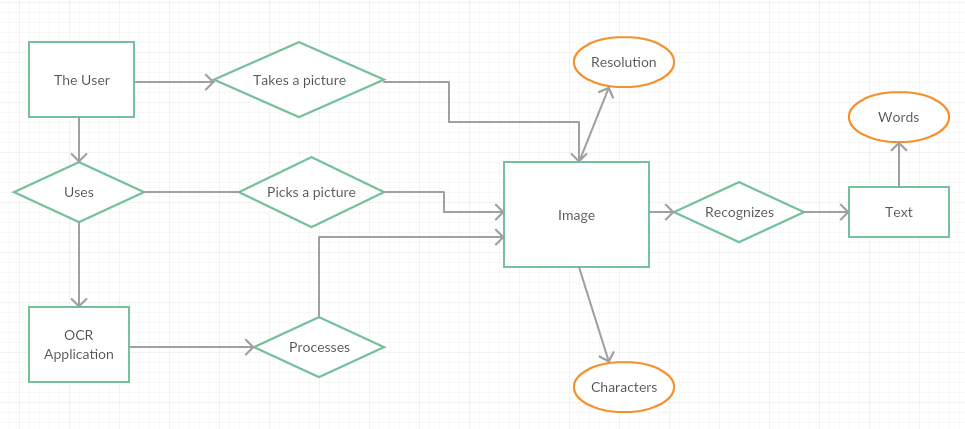 The User
Takes a picture
Resolution
Words
Uses
Picks a picture
Image
Recognizes
Text
OCR
Application
Processes
Characters